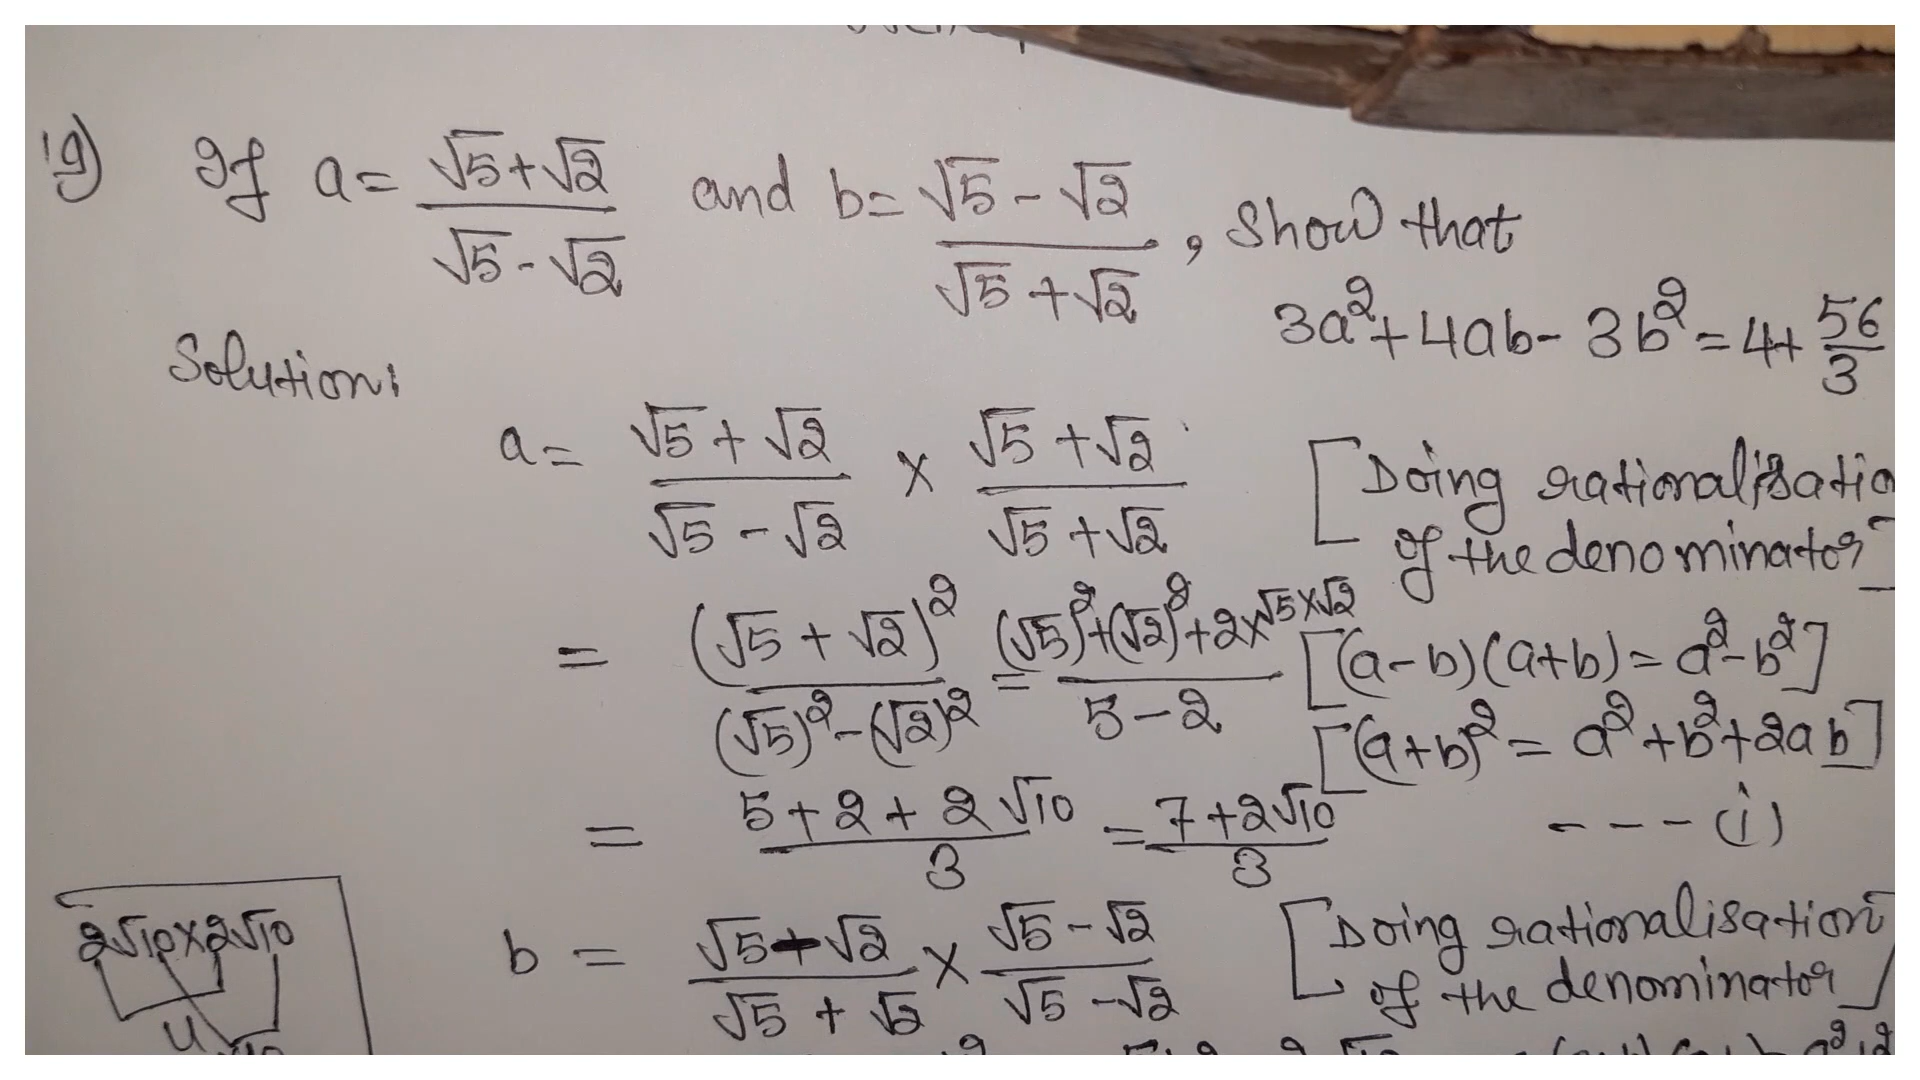 19) If a = (√5+√2)/(√5-√2) and b = (√5-√2)/(√5+√2), Show that
3a²+4ab-3b² = 4+ 56/3
Solution:
a = (√5+√2)/(√5-√2) × (√5+√2)/(√5+√2) [Doing rationalisatio
of the denominator]
= (√5+√2)²/((√5)²-(√2)²) = ((√5)²+(√2)²+2×√5×√2)/(5-2) [(a-b)(a+b) = a²-b²]
[(a+b)² = a²+b²+2ab]
= (5+2+2√10)/3 = (7+2√10)/3 ---- (i)
2√10×2√10
4
b = (√5-√2)/(√5+√2) × (√5-√2)/(√5-√2) [Doing rationalisation
of the denominator]